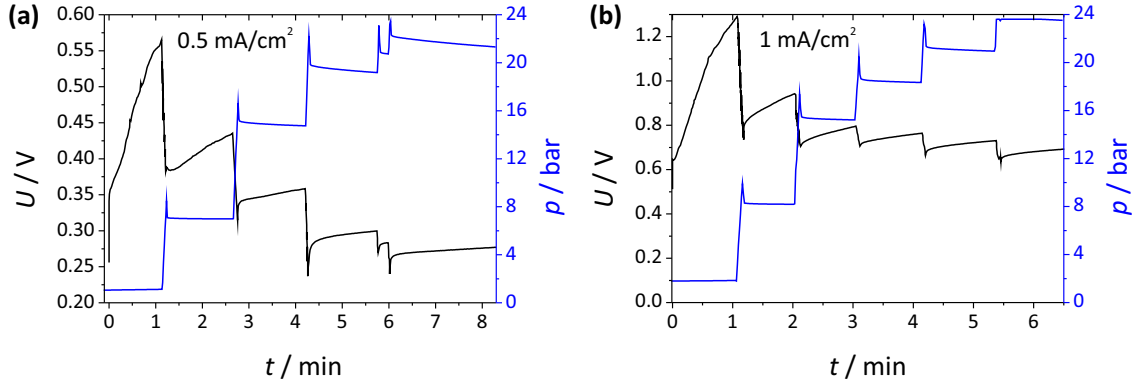 (a)
0.5 mA/cm²
U / V
0.60
0.55
0.50
0.45
0.40
0.35
0.30
0.25
0.20
0 1 2 3 4 5 6 7 8
t / min
24
20
16
12
8
4
0
p / bar
(b)
1 mA/cm²
U / V
1.2
1.0
0.8
0.6
0.4
0.2
0.0
0 1 2 3 4 5 6
t / min
24
20
16
12
8
4
0
p / bar